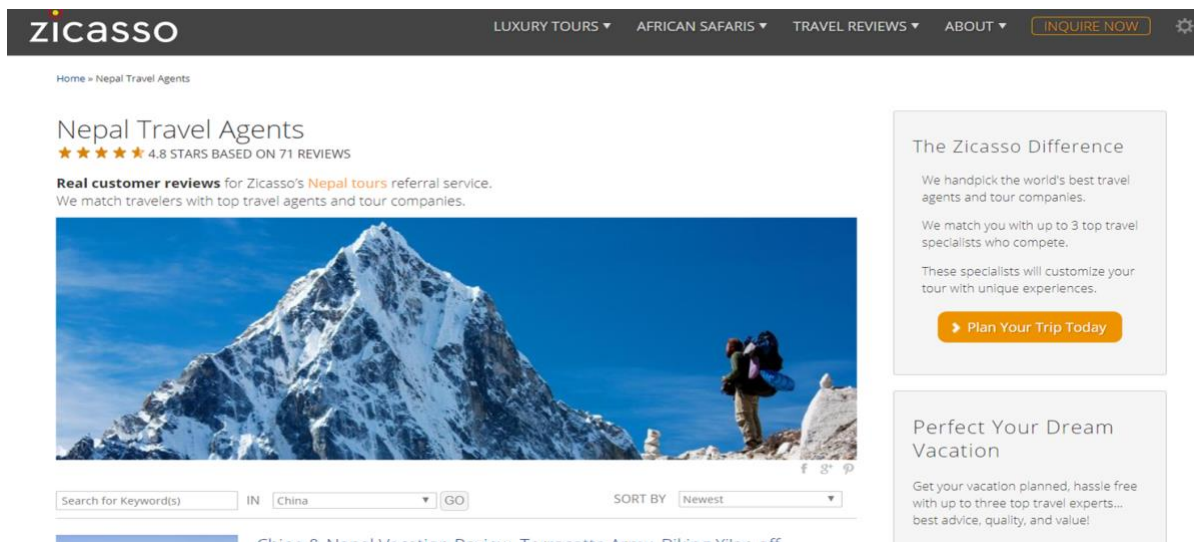 zicasso
LUXURY TOURS ▼ AFRICAN SAFARIS ▼ TRAVEL REVIEWS ▼ ABOUT ▼ INQUIRE NOW
Home » Nepal Travel Agents
Nepal Travel Agents
4.8 STARS BASED ON 71 REVIEWS
Real customer reviews for Zicasso's Nepal tours referral service.
We match travelers with top travel agents and tour companies.
Search for Keyword(s) IN China ▼ GO
SORT BY Newest ▼
The Zicasso Difference
We handpick the world's best travel
agents and tour companies.
We match you with up to 3 top travel
specialists who compete.
These specialists will customize your
tour with unique experiences.
Plan Your Trip Today
Perfect Your Dream
Vacation
Get your vacation planned, hassle free
with up to three top travel experts...
best advice, quality, and value!